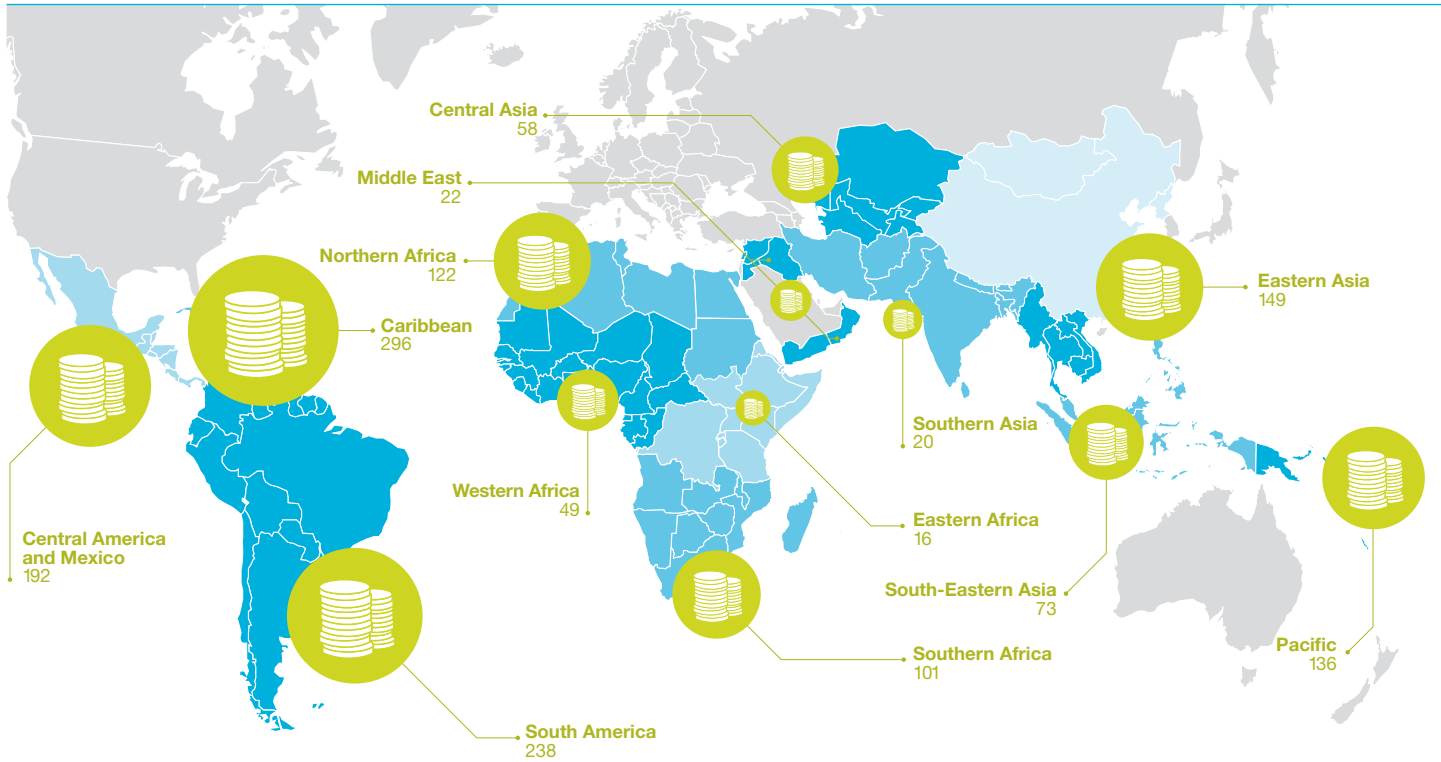 Central Asia
58
Middle East
22
Northern Africa
122
Caribbean
296
Eastern Asia
149
Southern Asia
20
Western Africa
49
Eastern Africa
16
Central America
and Mexico
192
South-Eastern Asia
73
Southern Africa
101
Pacific
136
South America
238